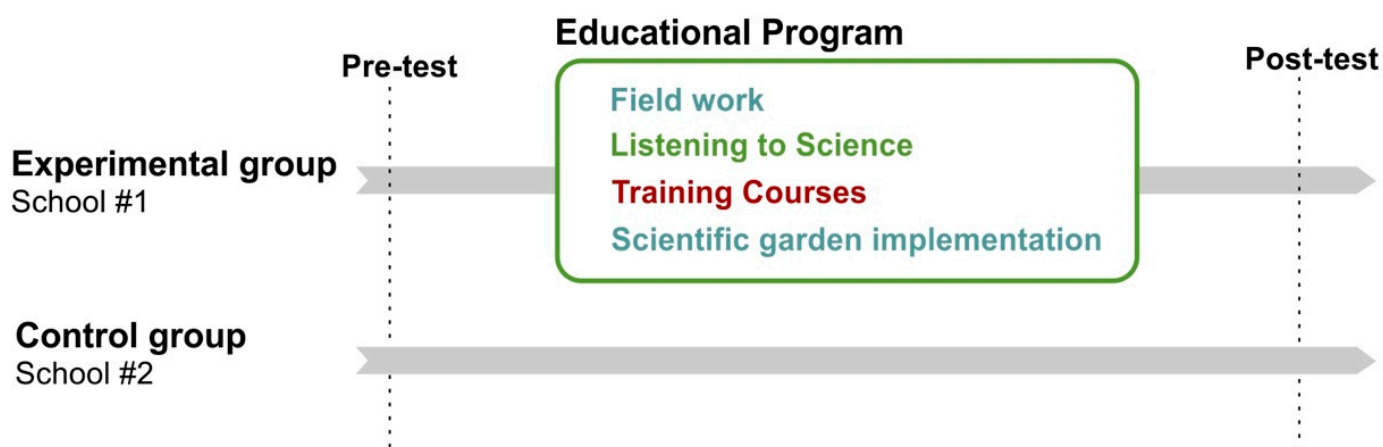 Educational Program
Pre-test
Post-test
Field work
Listening to Science
Training Courses
Scientific garden implementation
Experimental group
School #1
Control group
School #2